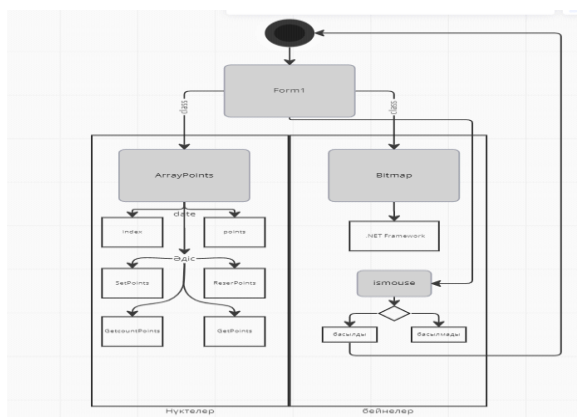 Form1
class
class
ArrayPoints
Bitmap
date
index
points
.NET Framework
Әдіс
SetPoints
ReserPoints
ismouse
GetcountPoints
GetPoints
басылды
басылмады
Нүктелер
бейнелер